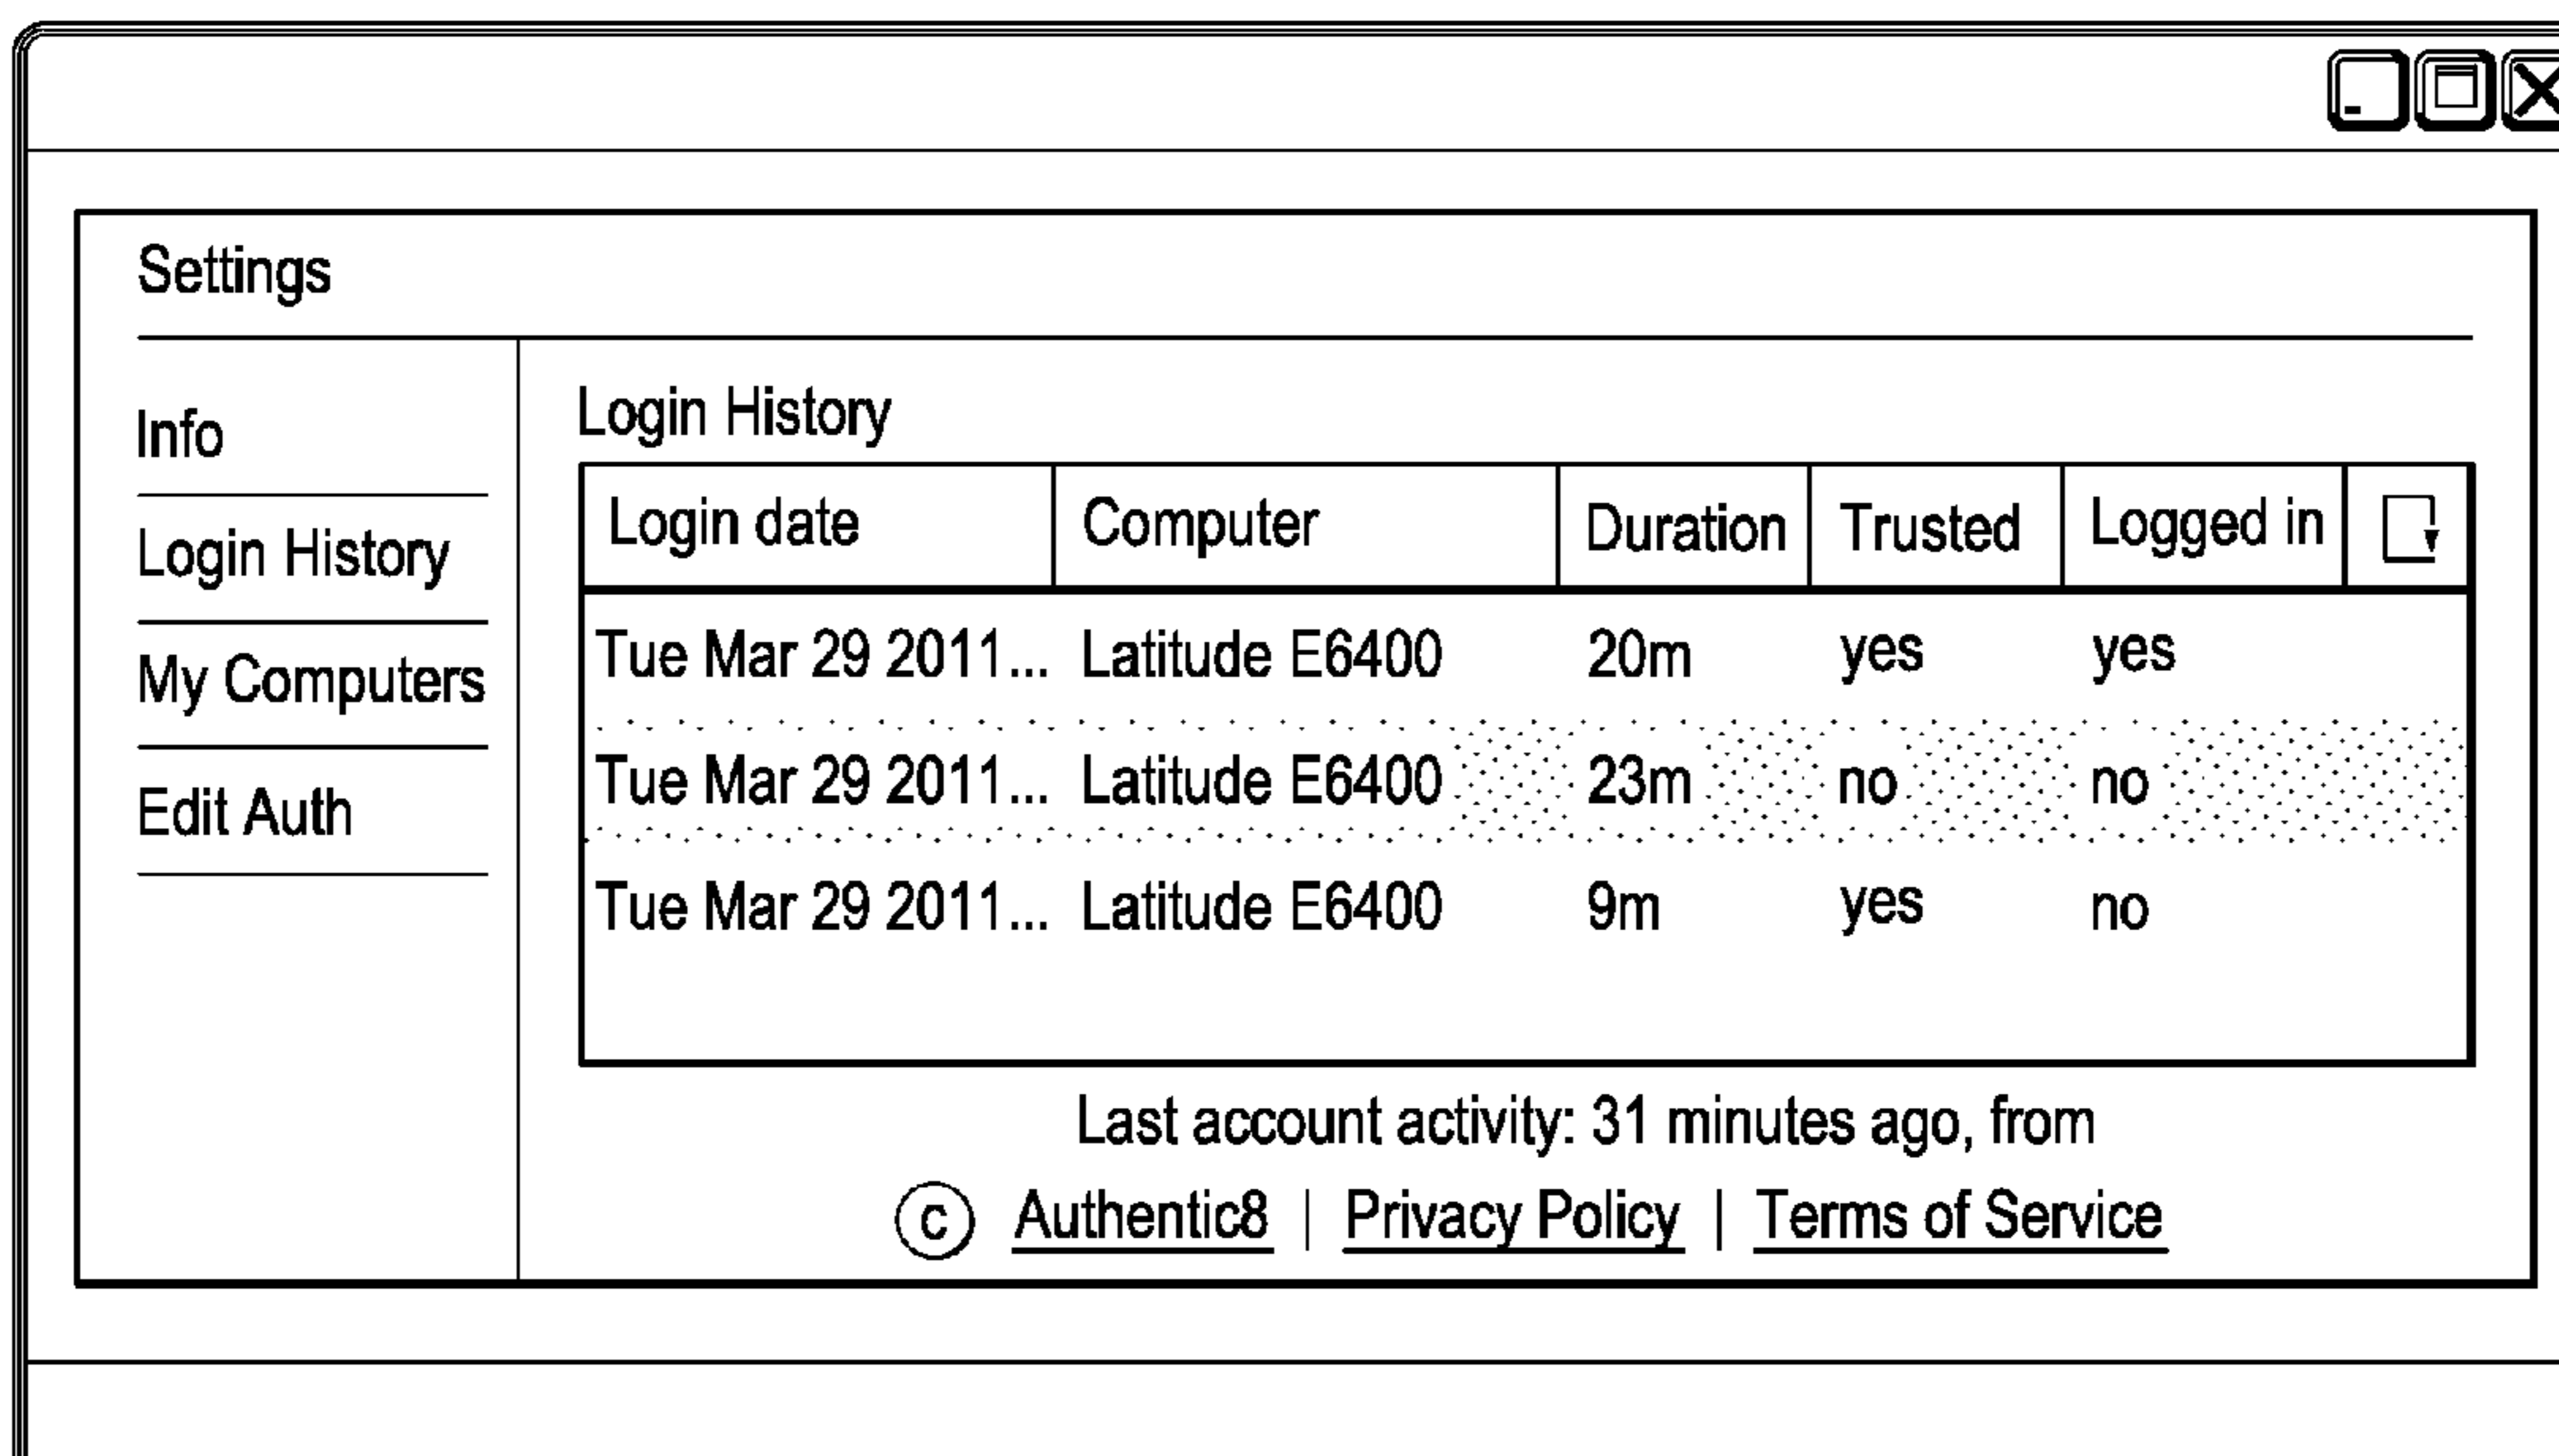 Settings
Info
Login History
My Computers
Edit Auth
Login History
Login date Computer Duration Trusted Logged in
Tue Mar 29 2011... Latitude E6400 20m yes yes
Tue Mar 29 2011... Latitude E6400 23m no no
Tue Mar 29 2011... Latitude E6400 9m yes no
Last account activity: 31 minutes ago, from
© Authentic8 | Privacy Policy | Terms of Service